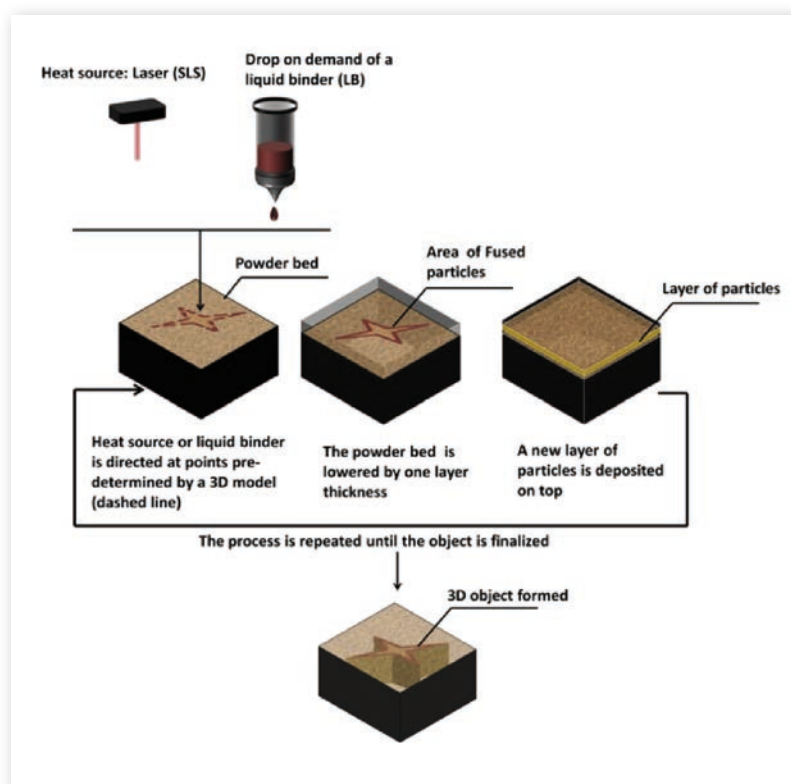 Heat source: Laser (SLS)
Drop on demand of a
liquid binder (LB)
Powder bed
Area of Fused
particles
Layer of particles
Heat source or liquid binder
is directed at points pre-
determined by a 3D model
(dashed line)
The powder bed is
lowered by one layer
thickness
A new layer of
particles is deposited
on top
The process is repeated until the object is finalized
3D object formed